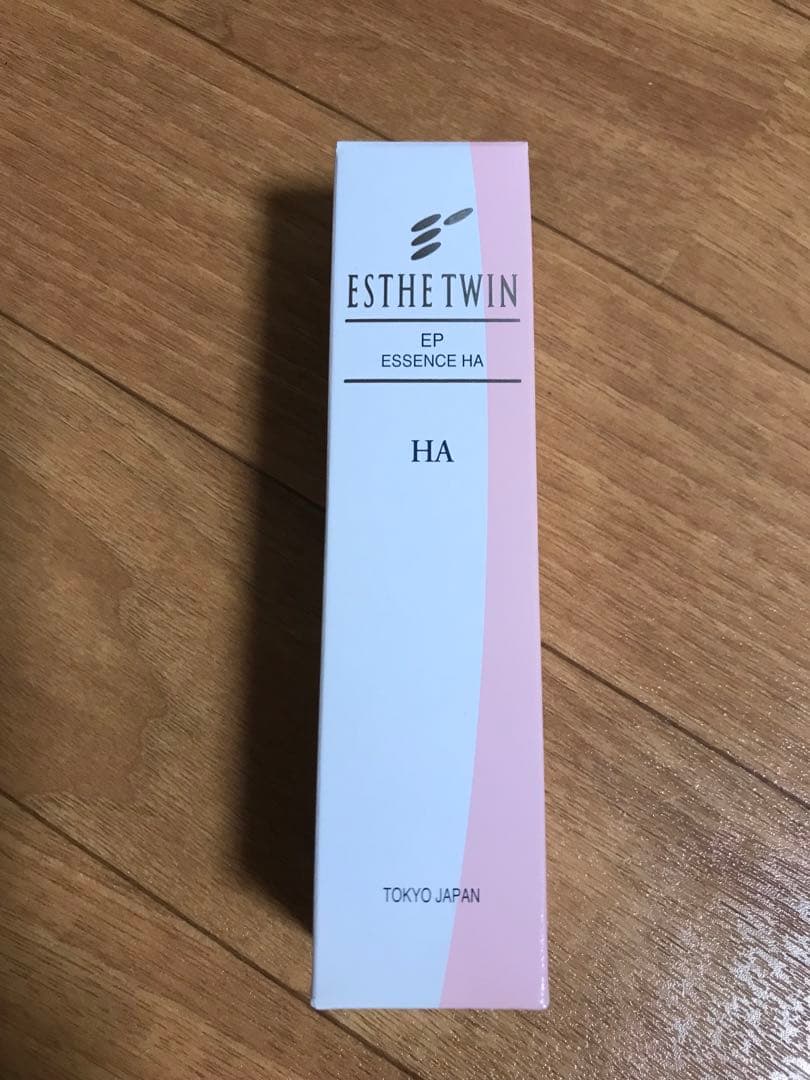 ESTHE TWIN
EP
ESSENCE HA
HA
TOKYO JAPAN